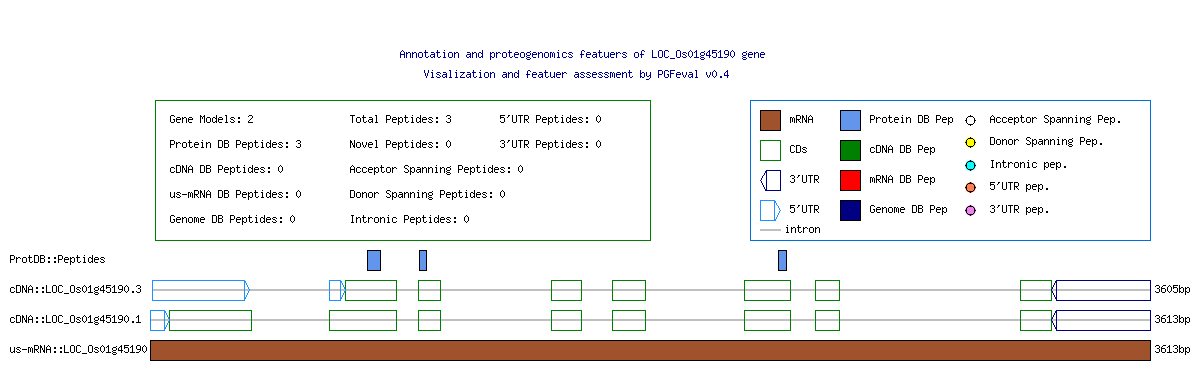 Annotation and proteogenomics featuers of LOC_Os01g45190 gene
Visalization and featuer assessment by PGFeval v0.4
Gene Models: 2 Total Peptides: 3 5'UTR Peptides: 0
Protein DB Peptides: 3 Novel Peptides: 0 3'UTR Peptides: 0
cDNA DB Peptides: 0 Acceptor Spanning Peptides: 0
us-mRNA DB Peptides: 0 Donor Spanning Peptides: 0
Genome DB Peptides: 0 Intronic Peptides: 0
mRNA Protein DB Pep Acceptor Spanning Pep.
CDs cDNA DB Pep Donor Spanning Pep.
3'UTR mRNA DB Pep Intronic pep.
5'UTR Genome DB Pep 5'UTR pep.
3'UTR pep.
intron
ProtDB::Peptides
cDNA::LOC_Os01g45190.3 3605bp
cDNA::LOC_Os01g45190.1 3613bp
us-mRNA::LOC_Os01g45190 3613bp